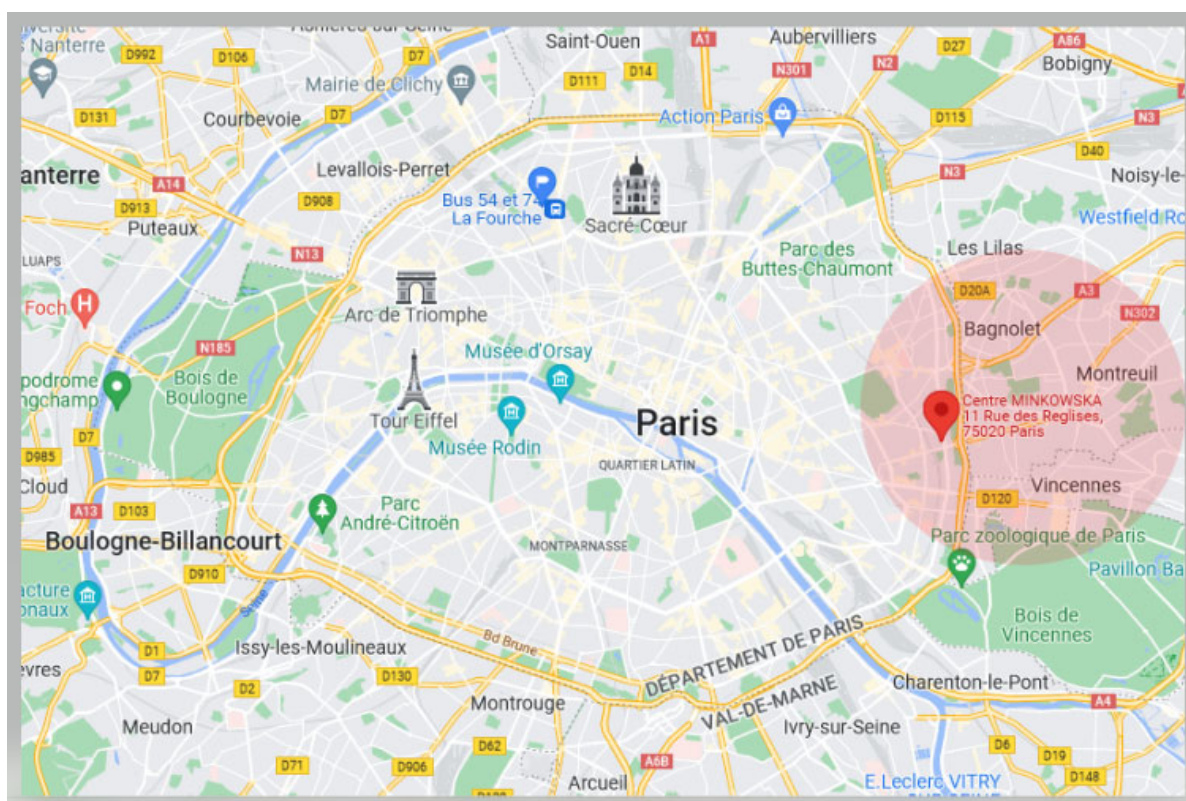 Nanterre
D992
D106
D7
Saint-Ouen
A1
Aubervilliers
D27
A86
Bobigny
N2
N301
D14
D111
Mairie de Clichy
D131
Courbevoie
D7
Action Paris
D115
N3
D40
anterre
A14
Levallois-Perret
N3
Noisy-le-
D913
D908
Puteaux
Bus 54 et 74
La Fourche
Sacré-Cœur
Westfield Ro
LUAPS
N13
Parc des
Buttes-Chaumont
Les Lilas
Foch
H
Arc de Triomphe
D20A
A3
N302
Bagnolet
N185
Musée d'Orsay
podrome
ngchamp
Bois de
Boulogne
Montreuil
Tour Eiffel
Musée Rodin
Paris
Centre MINKOWSKA
11 Rue des Reglises,
75020 Paris
D7
D985
QUARTIER LATIN
Cloud
A13
D103
Parc
André-Citroën
D120
Vincennes
Boulogne-Billancourt
MONTPARNASSE
Parc zoologique de Paris
D910
Pavillon Ba
acture
onaux
Seine
Bois de
Vincennes
D1
Issy-les-Moulineaux
Bd Brune
DÉPARTEMENT DE PARIS
evres
D7
D2
D130
Charenton-le-Pont
VAL-DE-MARNE
A4
Montrouge
Meudon
Ivry-sur-Seine
D62
D6
D19
D71
D906
A6B
Arcueil
E.Leclerc VITRY
D148